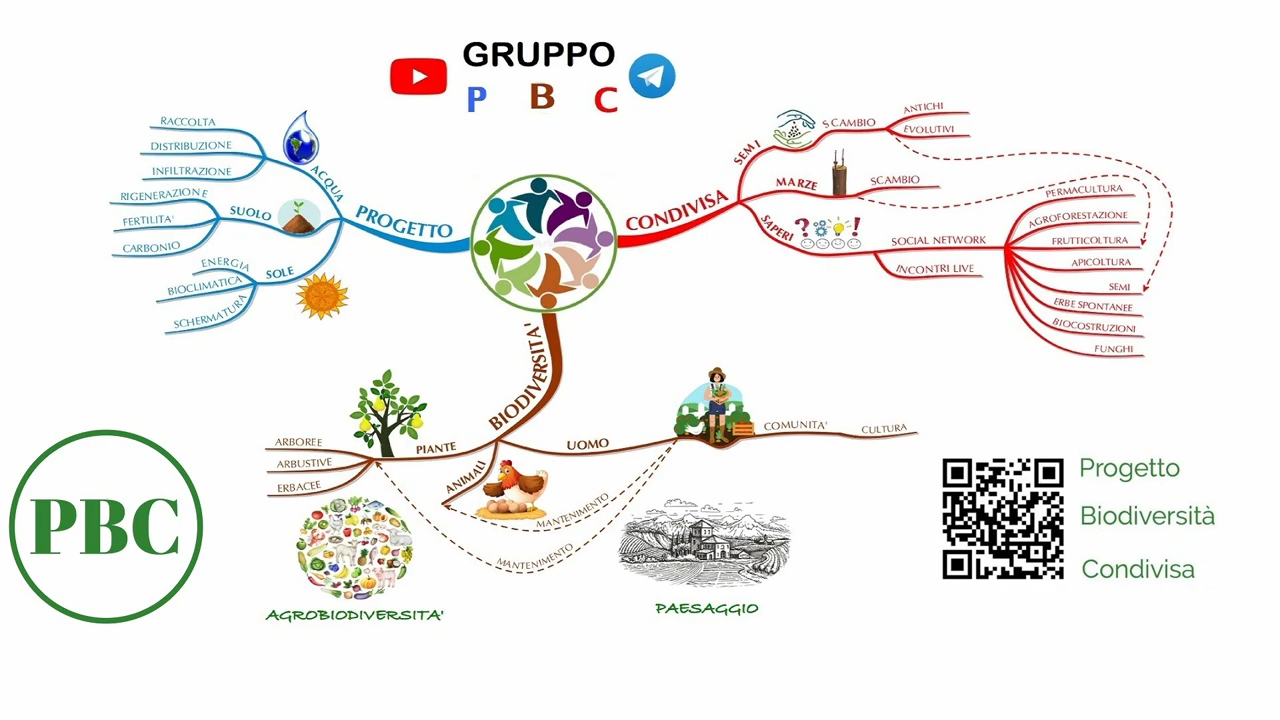 GRUPPO
P B C
PROGETTO
ACQUA
RACCOLTA
DISTRIBUZIONE
INFILTRAZIONE
SUOLO
RIGENERAZIONE
FERTILITA'
CARBONIO
SOLE
ENERGIA
BIOCLIMATICA
SCHERMATURA
CONDIVISA
SEMI
SCAMBIO
ANTICHI
EVOLUTIVI
MARZE
SCAMBIO
SAPERI
?
!
SOCIAL NETWORK
INCONTRI LIVE
PERMACULTURA
AGROFORESTAZIONE
FRUTTICOLTURA
APICOLTURA
SEMI
ERBE SPONTANEE
BIOCOSTRUZIONI
FUNGHI
BIODIVERSITA'
PIANTE
ARBOREE
ARBUSTIVE
ERBACEE
ANIMALI
UOMO
COMUNITA'
CULTURA
MANTENIMENTO
MANTENIMENTO
AGROBIODIVERSITA'
PAESAGGIO
PBC
Progetto
Biodiversità
Condivisa